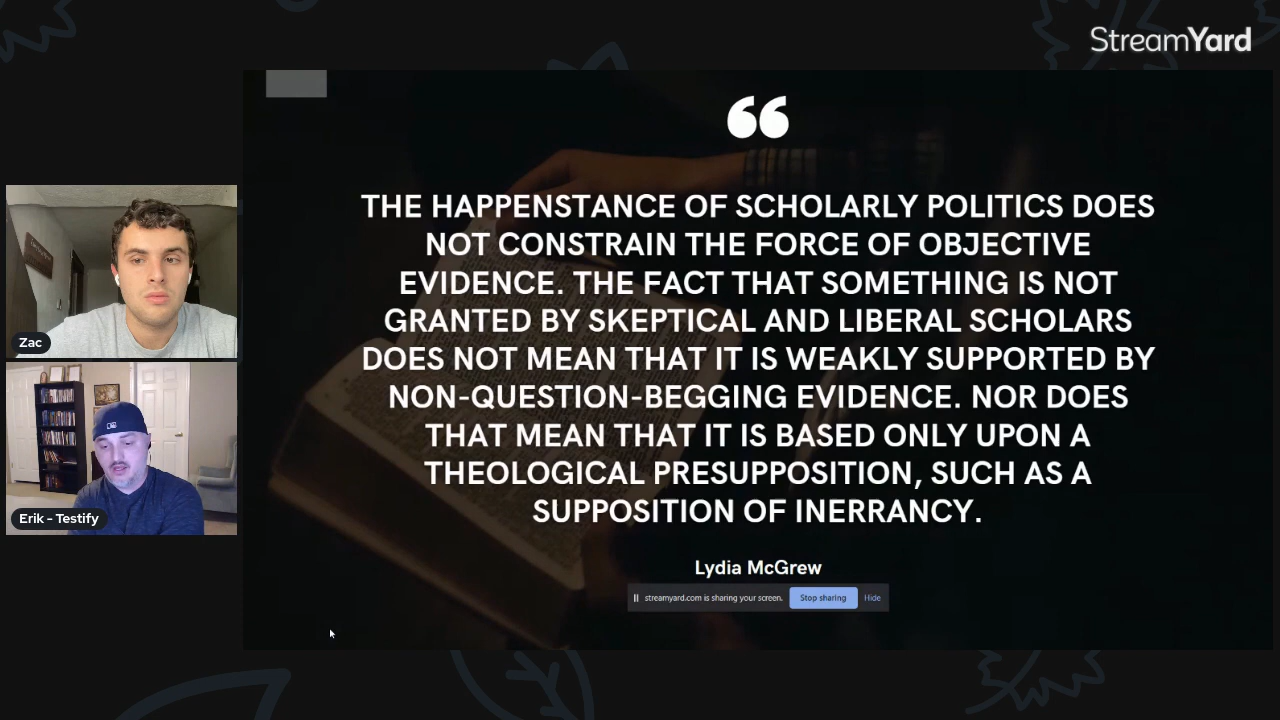 StreamYard
“
THE HAPPENSTANCE OF SCHOLARLY POLITICS DOES
NOT CONSTRAIN THE FORCE OF OBJECTIVE
EVIDENCE. THE FACT THAT SOMETHING IS NOT
GRANTED BY SKEPTICAL AND LIBERAL SCHOLARS
DOES NOT MEAN THAT IT IS WEAKLY SUPPORTED BY
NON-QUESTION-BEGGING EVIDENCE. NOR DOES
THAT MEAN THAT IT IS BASED ONLY UPON A
THEOLOGICAL PRESUPPOSITION, SUCH AS A
SUPPOSITION OF INERRANCY.
Lydia McGrew
streamyard.com is sharing your screen. Stop sharing Hide
Zac
Erik - Testify